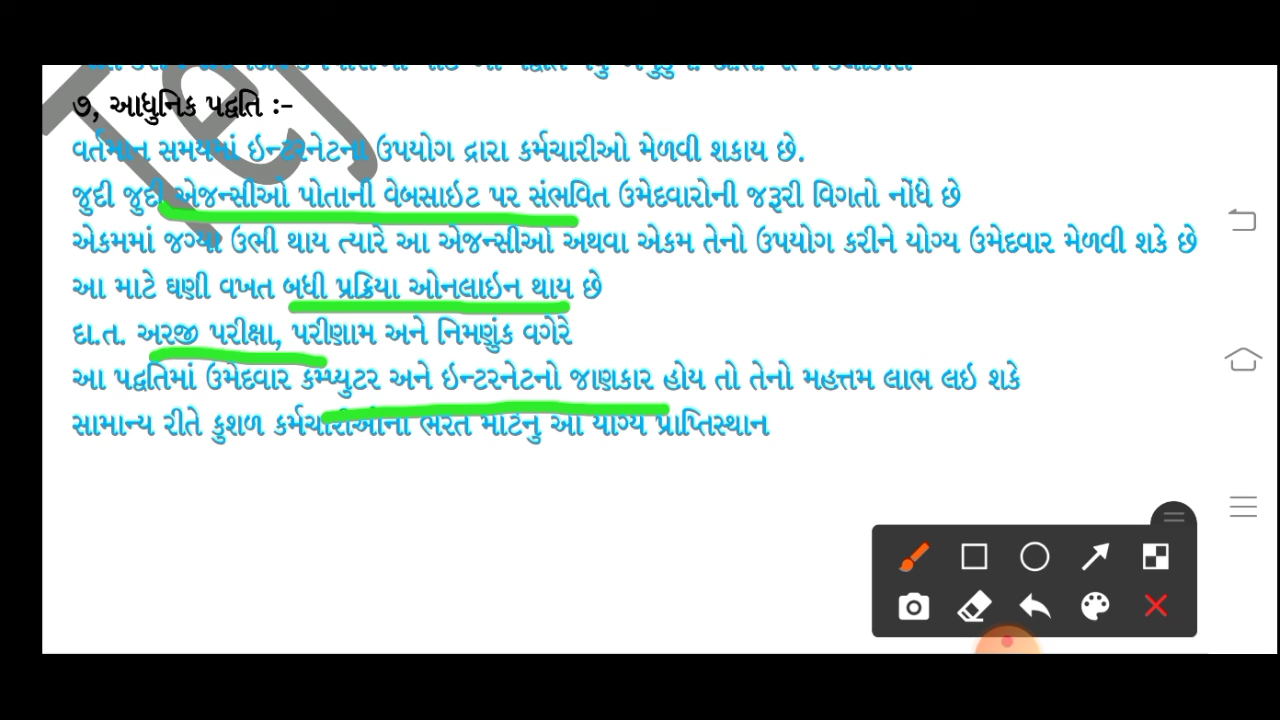 ૭, આધુનિક પદ્વતિ :-
વર્તમાન સમયમાં ઇન્ટરનેટના ઉપયોગ દ્રારા કર્મચારીઓ મેળવી શકાય છે.
જુદી જુદી એજન્સીઓ પોતાની વેબસાઇટ પર સંભવિત ઉમેદવારોની જરૂરી વિગતો નોંધે છે
એકમમાં જગ્યા ઉભી થાય ત્યારે આ એજન્સીઓ અથવા એકમ તેનો ઉપયોગ કરીને યોગ્ય ઉમેદવાર મેળવી શકે છે
આ માટે ઘણી વખત બધી પ્રક્રિયા ઓનલાઇન થાય છે
દા.ત. અરજી પરીક્ષા, પરીણામ અને નિમણુંક વગેરે
આ પદ્વતિમાં ઉમેદવાર કમ્પ્યુટર અને ઇન્ટરનેટનો જાણકાર હોય તો તેનો મહત્તમ લાભ લઇ શકે
સામાન્ય રીતે કુશળ કર્મચારીઓના ભરતી માટેનુ આ યોગ્ય પ્રાપ્તિસ્થાન